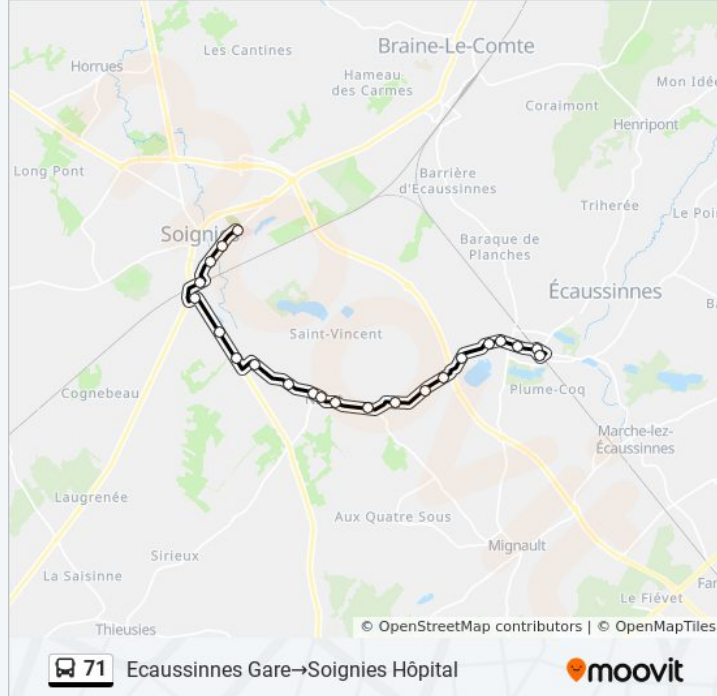 Braine-Le-Comte
Les Cantines
Horrues
Hameau
des Carmes
Mon Idée
Coraimont
Henripont
Long Pont
Barrière
d'Ecaussinnes
Triherée
Le Poi
Soignies
Baraque de
Planches
Écaussinnes
Ba
Saint-Vincent
Cognebeau
Plume-Coq
Marche-lez-
Écaussinnes
Laugrenée
Aux Quatre Sous
Sirieux
Mignault
La Saisinne
Far
Le Fiévet
Thieusies
© OpenStreetMap contributors | © OpenMapTiles
71 Ecaussinnes Gare→Soignies Hôpital
moovit